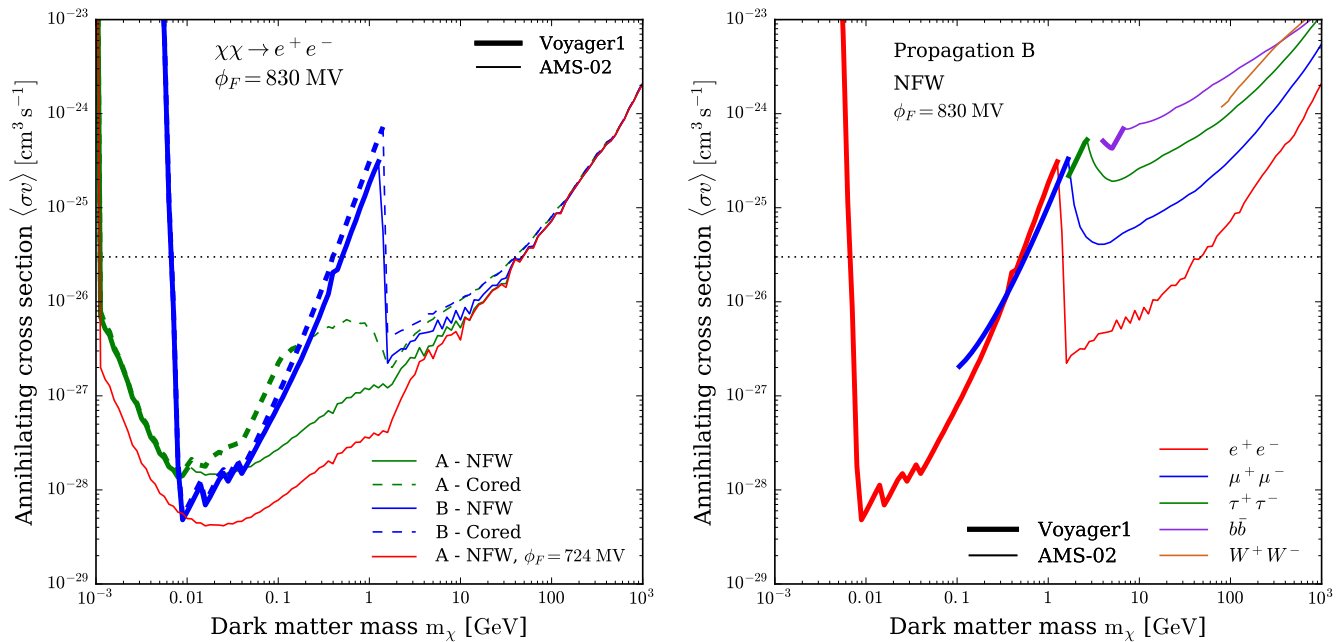 Annihilating cross section ⟨σv⟩ [cm³ s⁻¹]
10⁻²³
10⁻²⁴
10⁻²⁵
10⁻²⁶
10⁻²⁷
10⁻²⁸
10⁻²⁹
χχ → e⁺ e⁻
ϕ_F = 830 MV
Voyager1
AMS-02
A - NFW
A - Cored
B - NFW
B - Cored
A - NFW, ϕ_F = 724 MV
10⁻³ 0.01 0.1 1 10 100 10³
Dark matter mass m_χ [GeV]
Annihilating cross section ⟨σv⟩ [cm³ s⁻¹]
10⁻²³
10⁻²⁴
10⁻²⁵
10⁻²⁶
10⁻²⁷
10⁻²⁸
10⁻²⁹
Propagation B
NFW
ϕ_F = 830 MV
e⁺ e⁻
μ⁺ μ⁻
τ⁺ τ⁻
bb̄
W⁺ W⁻
Voyager1
AMS-02
10⁻³ 0.01 0.1 1 10 100 10³
Dark matter mass m_χ [GeV]